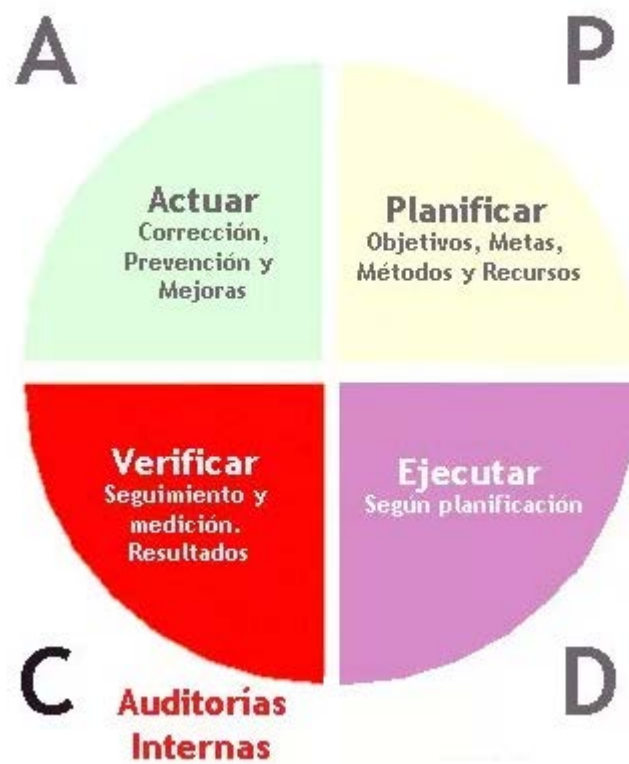 A
P
Actuar
Corrección,
Prevención y
Mejoras
Planificar
Objetivos, Metas,
Métodos y Recursos
Verificar
Seguimiento y
medición.
Resultados
Ejecutar
Según planificación
C
Auditorías
Internas
D